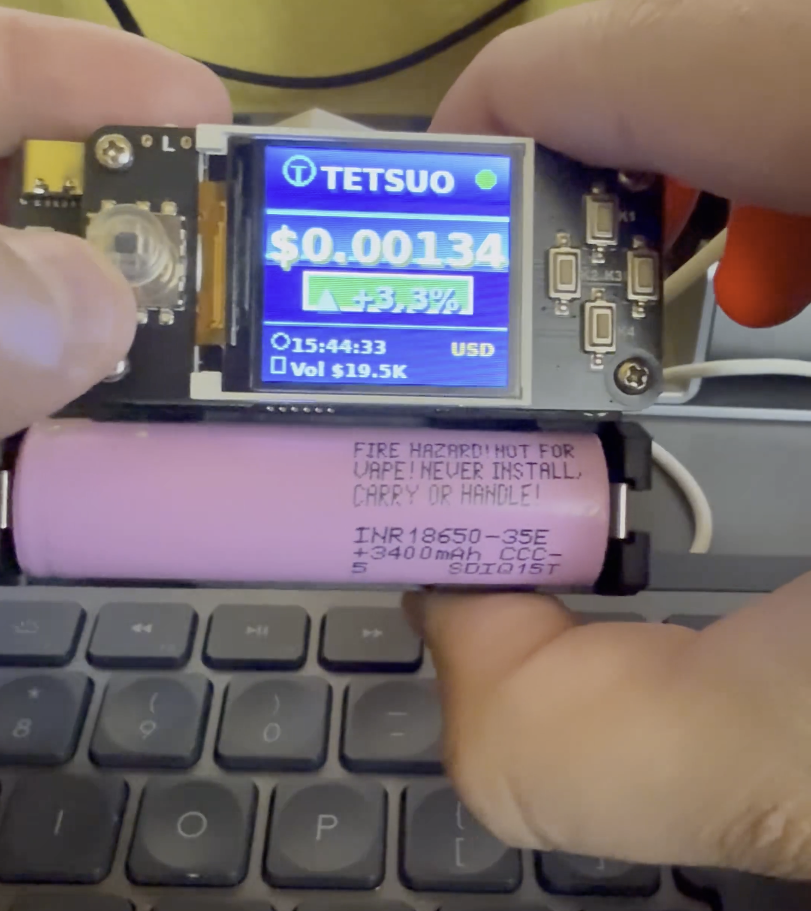 L
TETSUO
$0.00134
+3.3%
15:44:33 USD
Vol $19.5K
K1
K2 K3
K4
FIRE HAZARD!NOT FOR
VAPE!NEVER INSTALL,
CARRY OR HANDLE!
INR18650-35E
+3400mAh CCC-
5 SDIQ1ST
* ( ) —
8 9 0 -
I O P { [
]